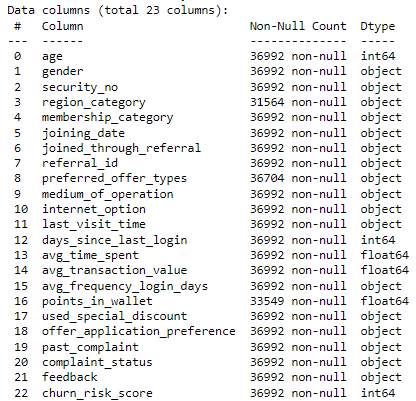 Data columns (total 23 columns):
 #   Column                        Non-Null Count  Dtype
---  ------                        --------------  -----
 0   age                           36992 non-null  int64
 1   gender                        36992 non-null  object
 2   security_no                   36992 non-null  object
 3   region_category               31564 non-null  object
 4   membership_category           36992 non-null  object
 5   joining_date                  36992 non-null  object
 6   joined_through_referral       36992 non-null  object
 7   referral_id                   36992 non-null  object
 8   preferred_offer_types         36704 non-null  object
 9   medium_of_operation           36992 non-null  object
 10  internet_option               36992 non-null  object
 11  last_visit_time               36992 non-null  object
 12  days_since_last_login         36992 non-null  int64
 13  avg_time_spent                36992 non-null  float64
 14  avg_transaction_value         36992 non-null  float64
 15  avg_frequency_login_days      36992 non-null  object
 16  points_in_wallet              33549 non-null  float64
 17  used_special_discount         36992 non-null  object
 18  offer_application_preference  36992 non-null  object
 19  past_complaint                36992 non-null  object
 20  complaint_status              36992 non-null  object
 21  feedback                      36992 non-null  object
 22  churn_risk_score              36992 non-null  int64